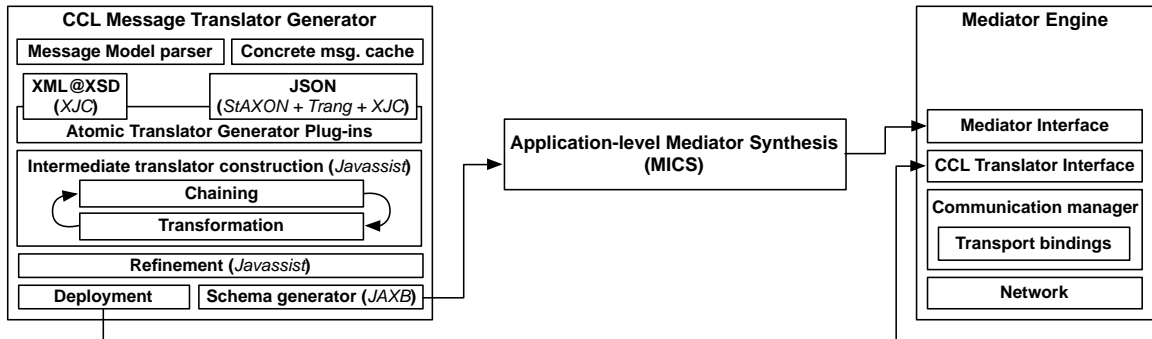 CCL Message Translator Generator
Message Model parser
Concrete msg. cache
XML@XSD
(XJC)
JSON
(StAXON + Trang + XJC)
Atomic Translator Generator Plug-ins
Intermediate translator construction (Javassist)
Chaining
Transformation
Refinement (Javassist)
Deployment
Schema generator (JAXB)
Application-level Mediator Synthesis
(MICS)
Mediator Engine
Mediator Interface
CCL Translator Interface
Communication manager
Transport bindings
Network